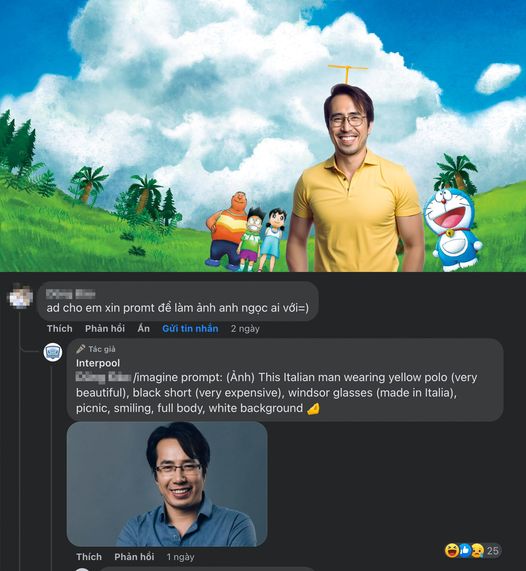 ad cho em xin promt để làm ảnh anh ngọc ai với=)
Thích Phản hồi Ẩn Gửi tin nhắn 2 ngày
Tác giả
Interpool
/imagine prompt: (Ảnh) This Italian man wearing yellow polo (very
beautiful), black short (very expensive), windsor glasses (made in Italia),
picnic, smiling, full body, white background
Thích Phản hồi 1 ngày
25